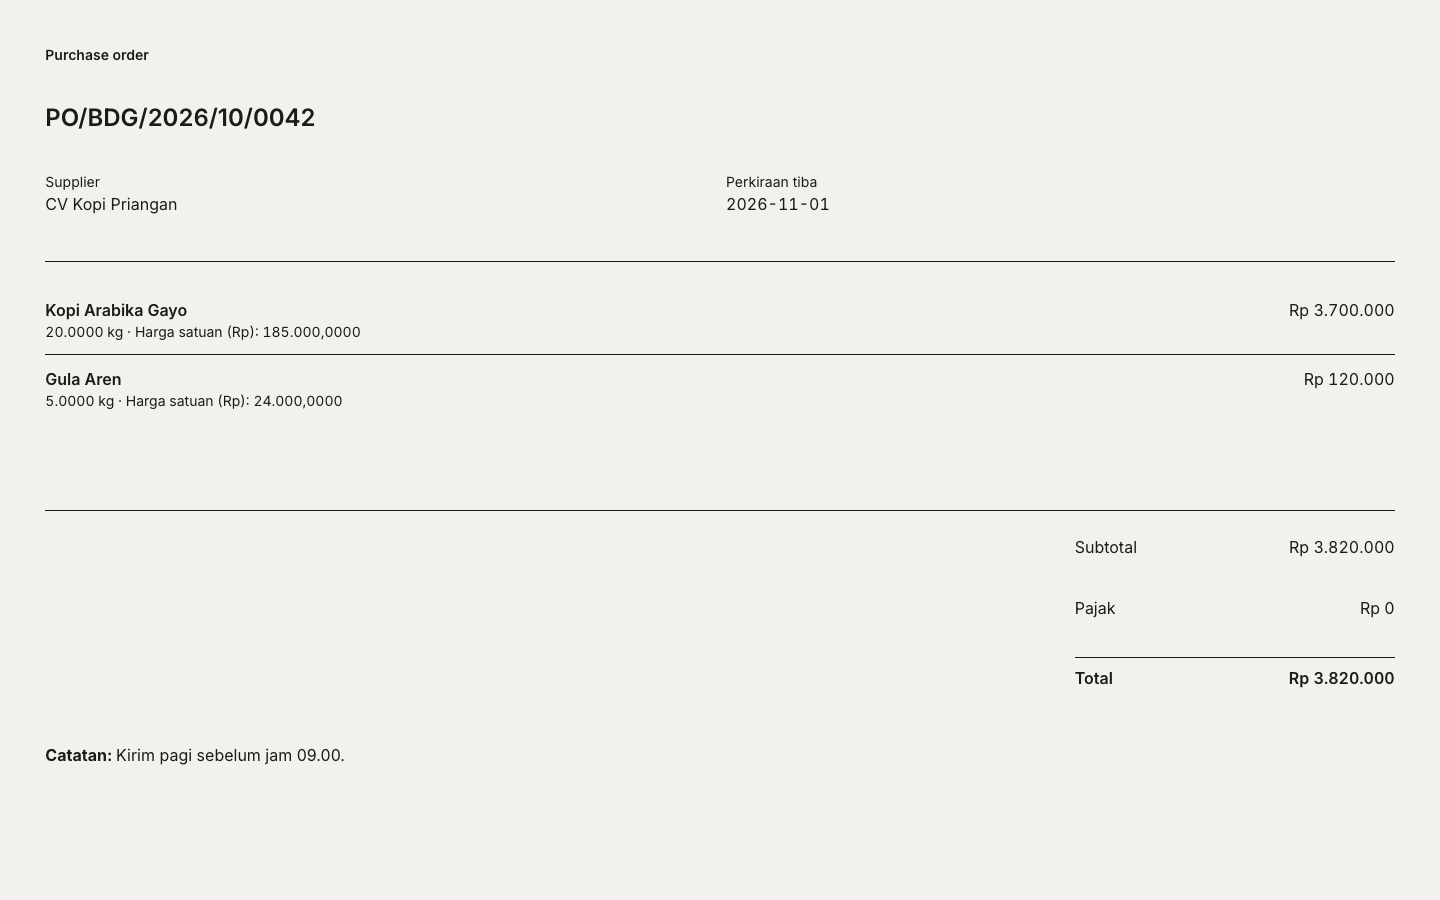 Purchase order
PO/BDG/2026/10/0042
Supplier
CV Kopi Priangan
Perkiraan tiba
2026-11-01
Kopi Arabika Gayo
Rp 3.700.000
20.0000 kg · Harga satuan (Rp): 185.000,0000
Gula Aren
Rp 120.000
5.0000 kg · Harga satuan (Rp): 24.000,0000
Subtotal
Rp 3.820.000
Pajak
Rp 0
Total
Rp 3.820.000
Catatan: Kirim pagi sebelum jam 09.00.